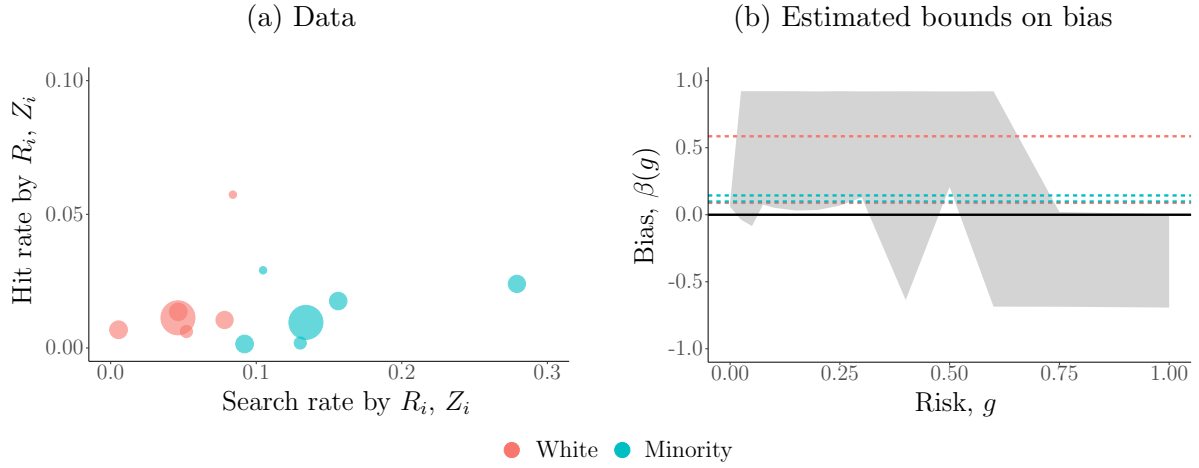 (a) Data
Hit rate by R_i, Z_i
0.10
0.05
0.00
0.0 0.1 0.2 0.3
Search rate by R_i, Z_i
(b) Estimated bounds on bias
Bias, β(g)
1.0
0.5
0.0
-0.5
-1.0
0.00 0.25 0.50 0.75 1.00
Risk, g
White Minority